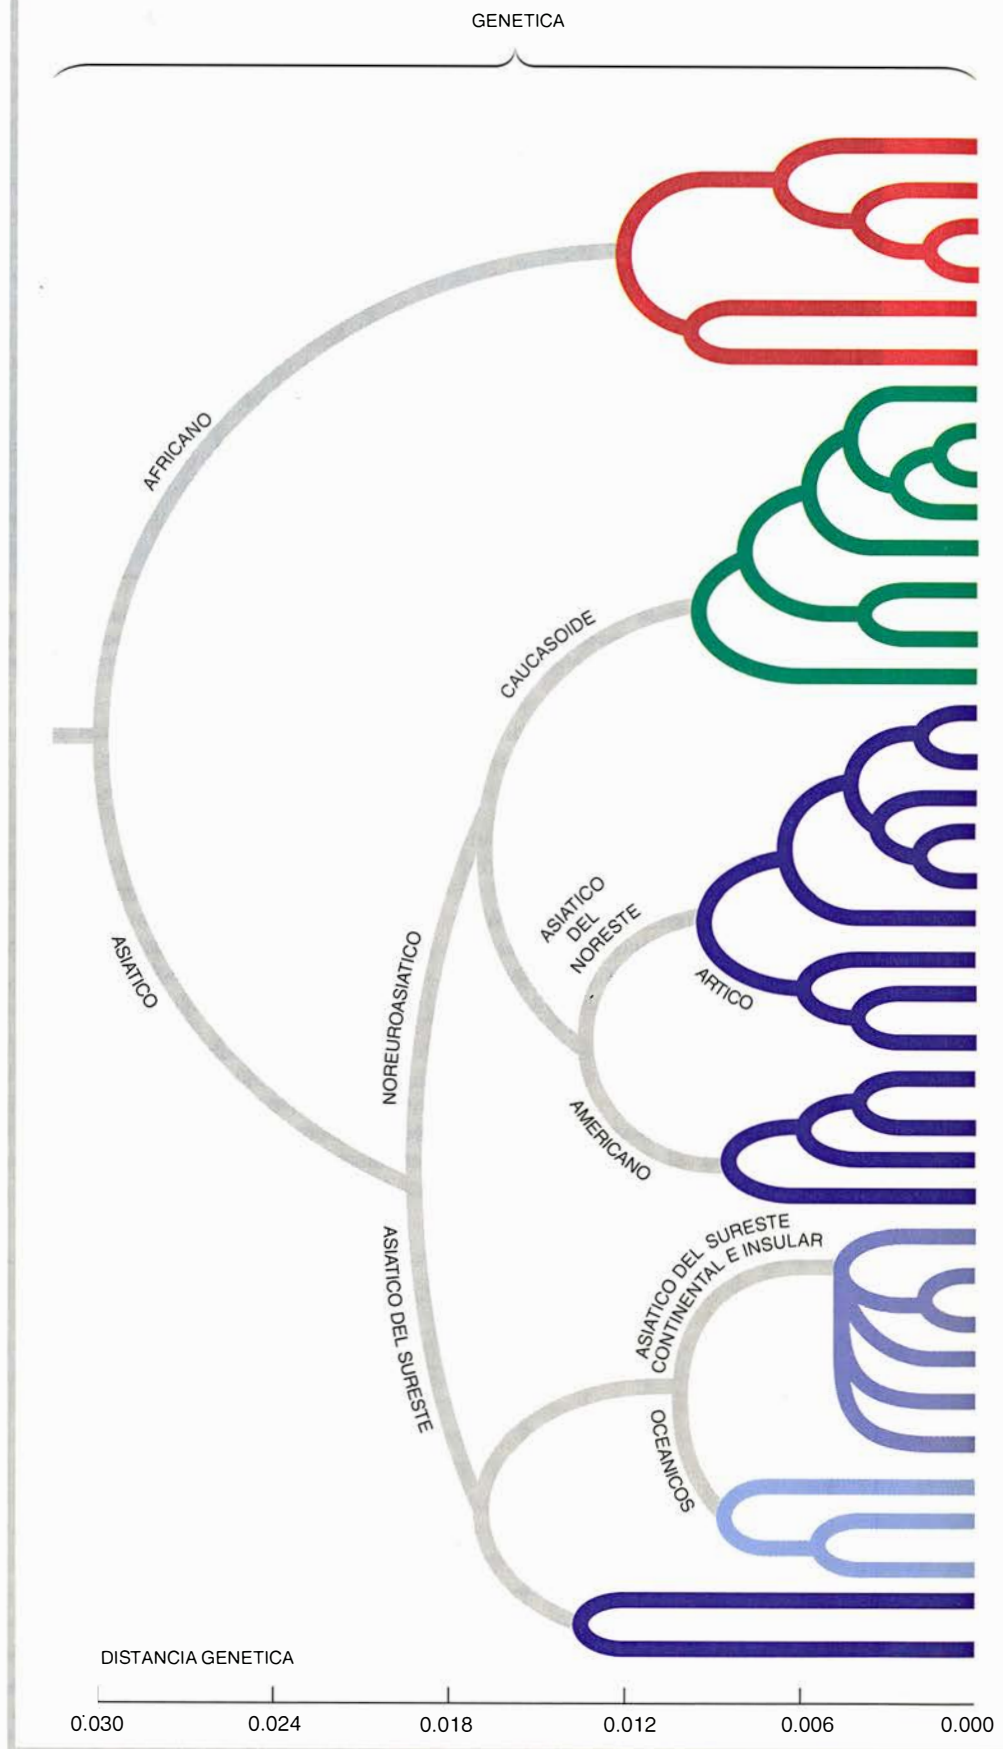 GENETICA
AFRICANO
CAUCASOIDE
ASIATICO
DEL
NORESTE
ARTICO
NOREUROASIATICO
ASIATICO
AMERICANO
ASIATICO DEL SURESTE
CONTINENTAL E INSULAR
ASIATICO DEL SURESTE
OCEANICOS
DISTANCIA GENETICA
0.030 0.024 0.018 0.012 0.006 0.000